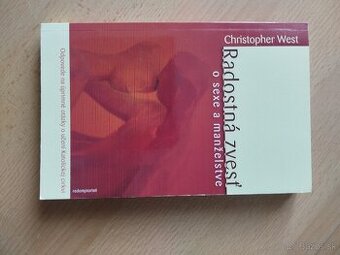 Christopher West
Radostná zvesť
o sexe a manželstve
Odpovede na úprimné otázky o učení Katolíckej cirkvi
redemptoristi